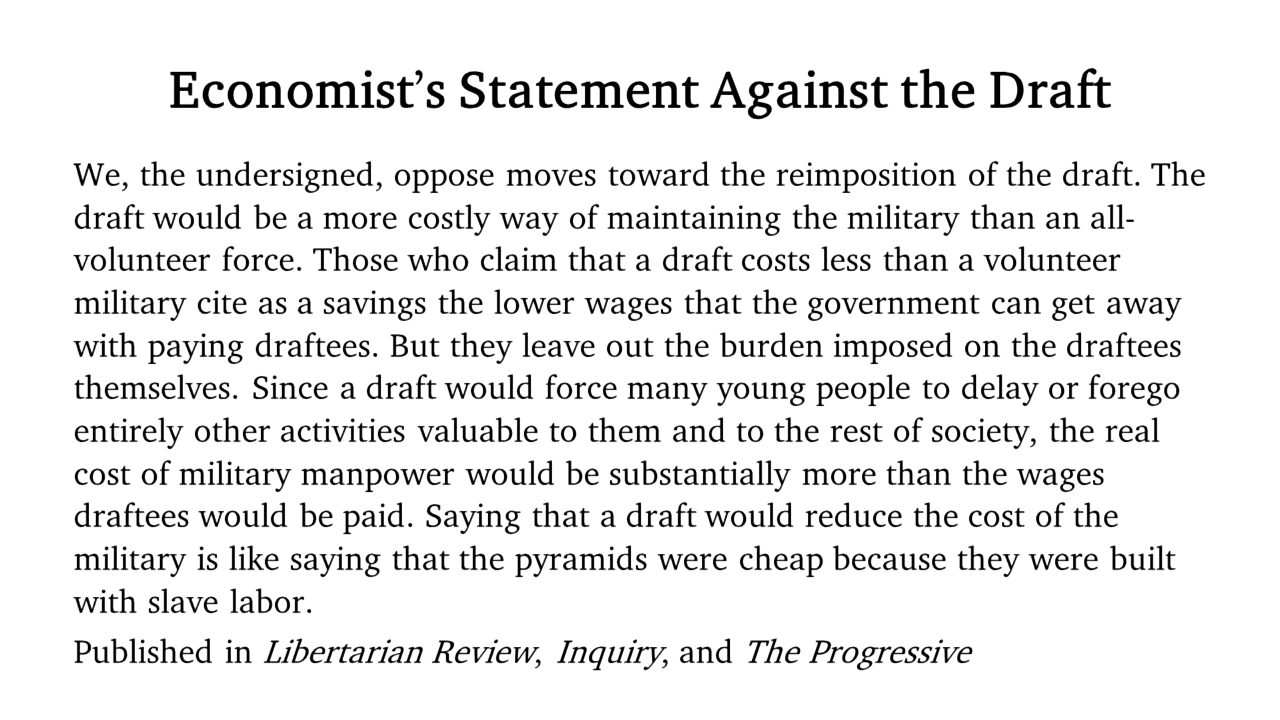 Economist’s Statement Against the Draft
We, the undersigned, oppose moves toward the reimposition of the draft. The
draft would be a more costly way of maintaining the military than an all-
volunteer force. Those who claim that a draft costs less than a volunteer
military cite as a savings the lower wages that the government can get away
with paying draftees. But they leave out the burden imposed on the draftees
themselves. Since a draft would force many young people to delay or forego
entirely other activities valuable to them and to the rest of society, the real
cost of military manpower would be substantially more than the wages
draftees would be paid. Saying that a draft would reduce the cost of the
military is like saying that the pyramids were cheap because they were built
with slave labor.
Published in Libertarian Review, Inquiry, and The Progressive